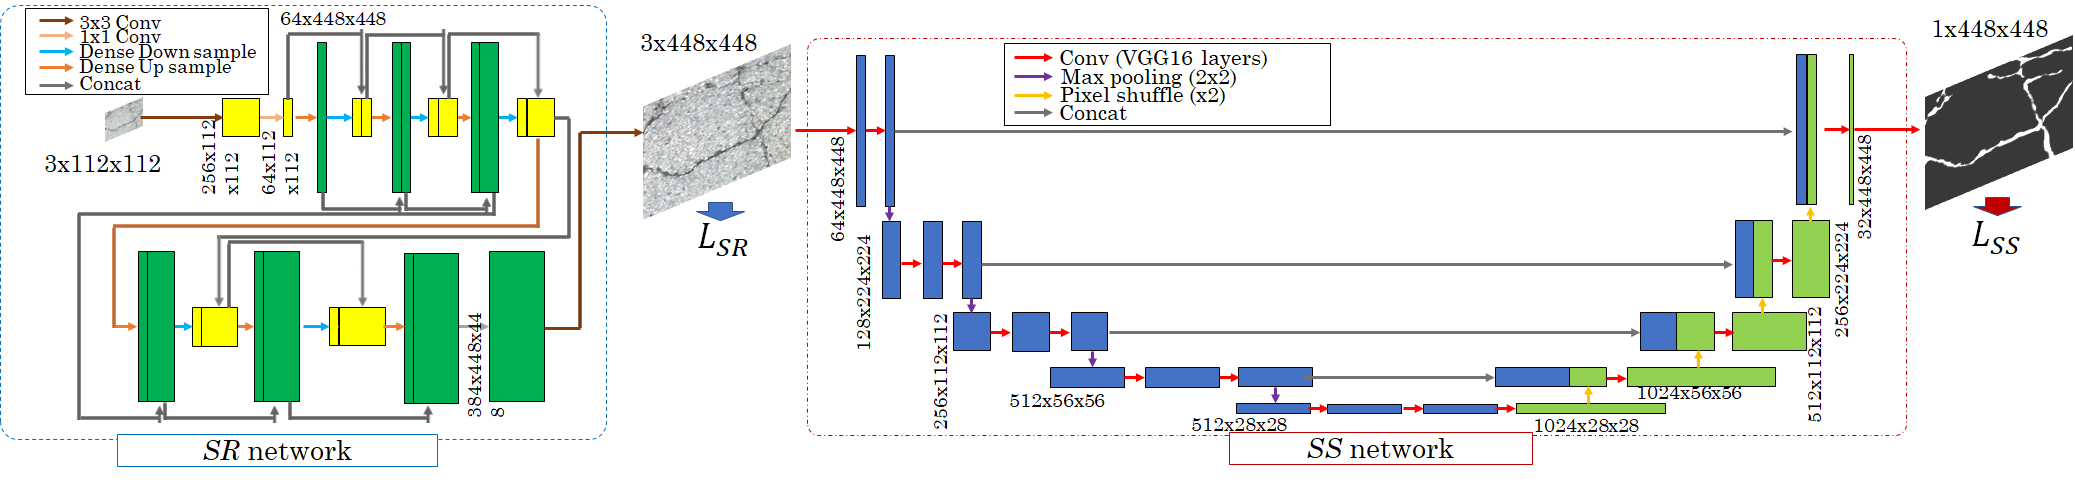 3x3 Conv
1x1 Conv
Dense Down sample
Dense Up sample
Concat
64x448x448
3x112x112
256x112
x112
64x112
x112
384x448x44
8
SR network
3x448x448
L_SR
Conv (VGG16 layers)
Max pooling (2x2)
Pixel shuffle (x2)
Concat
64x448x448
128x224x224
256x112x112
512x56x56
512x28x28
1024x28x28
1024x56x56
512x112x112
256x224x224
32x448x448
SS network
1x448x448
L_SS